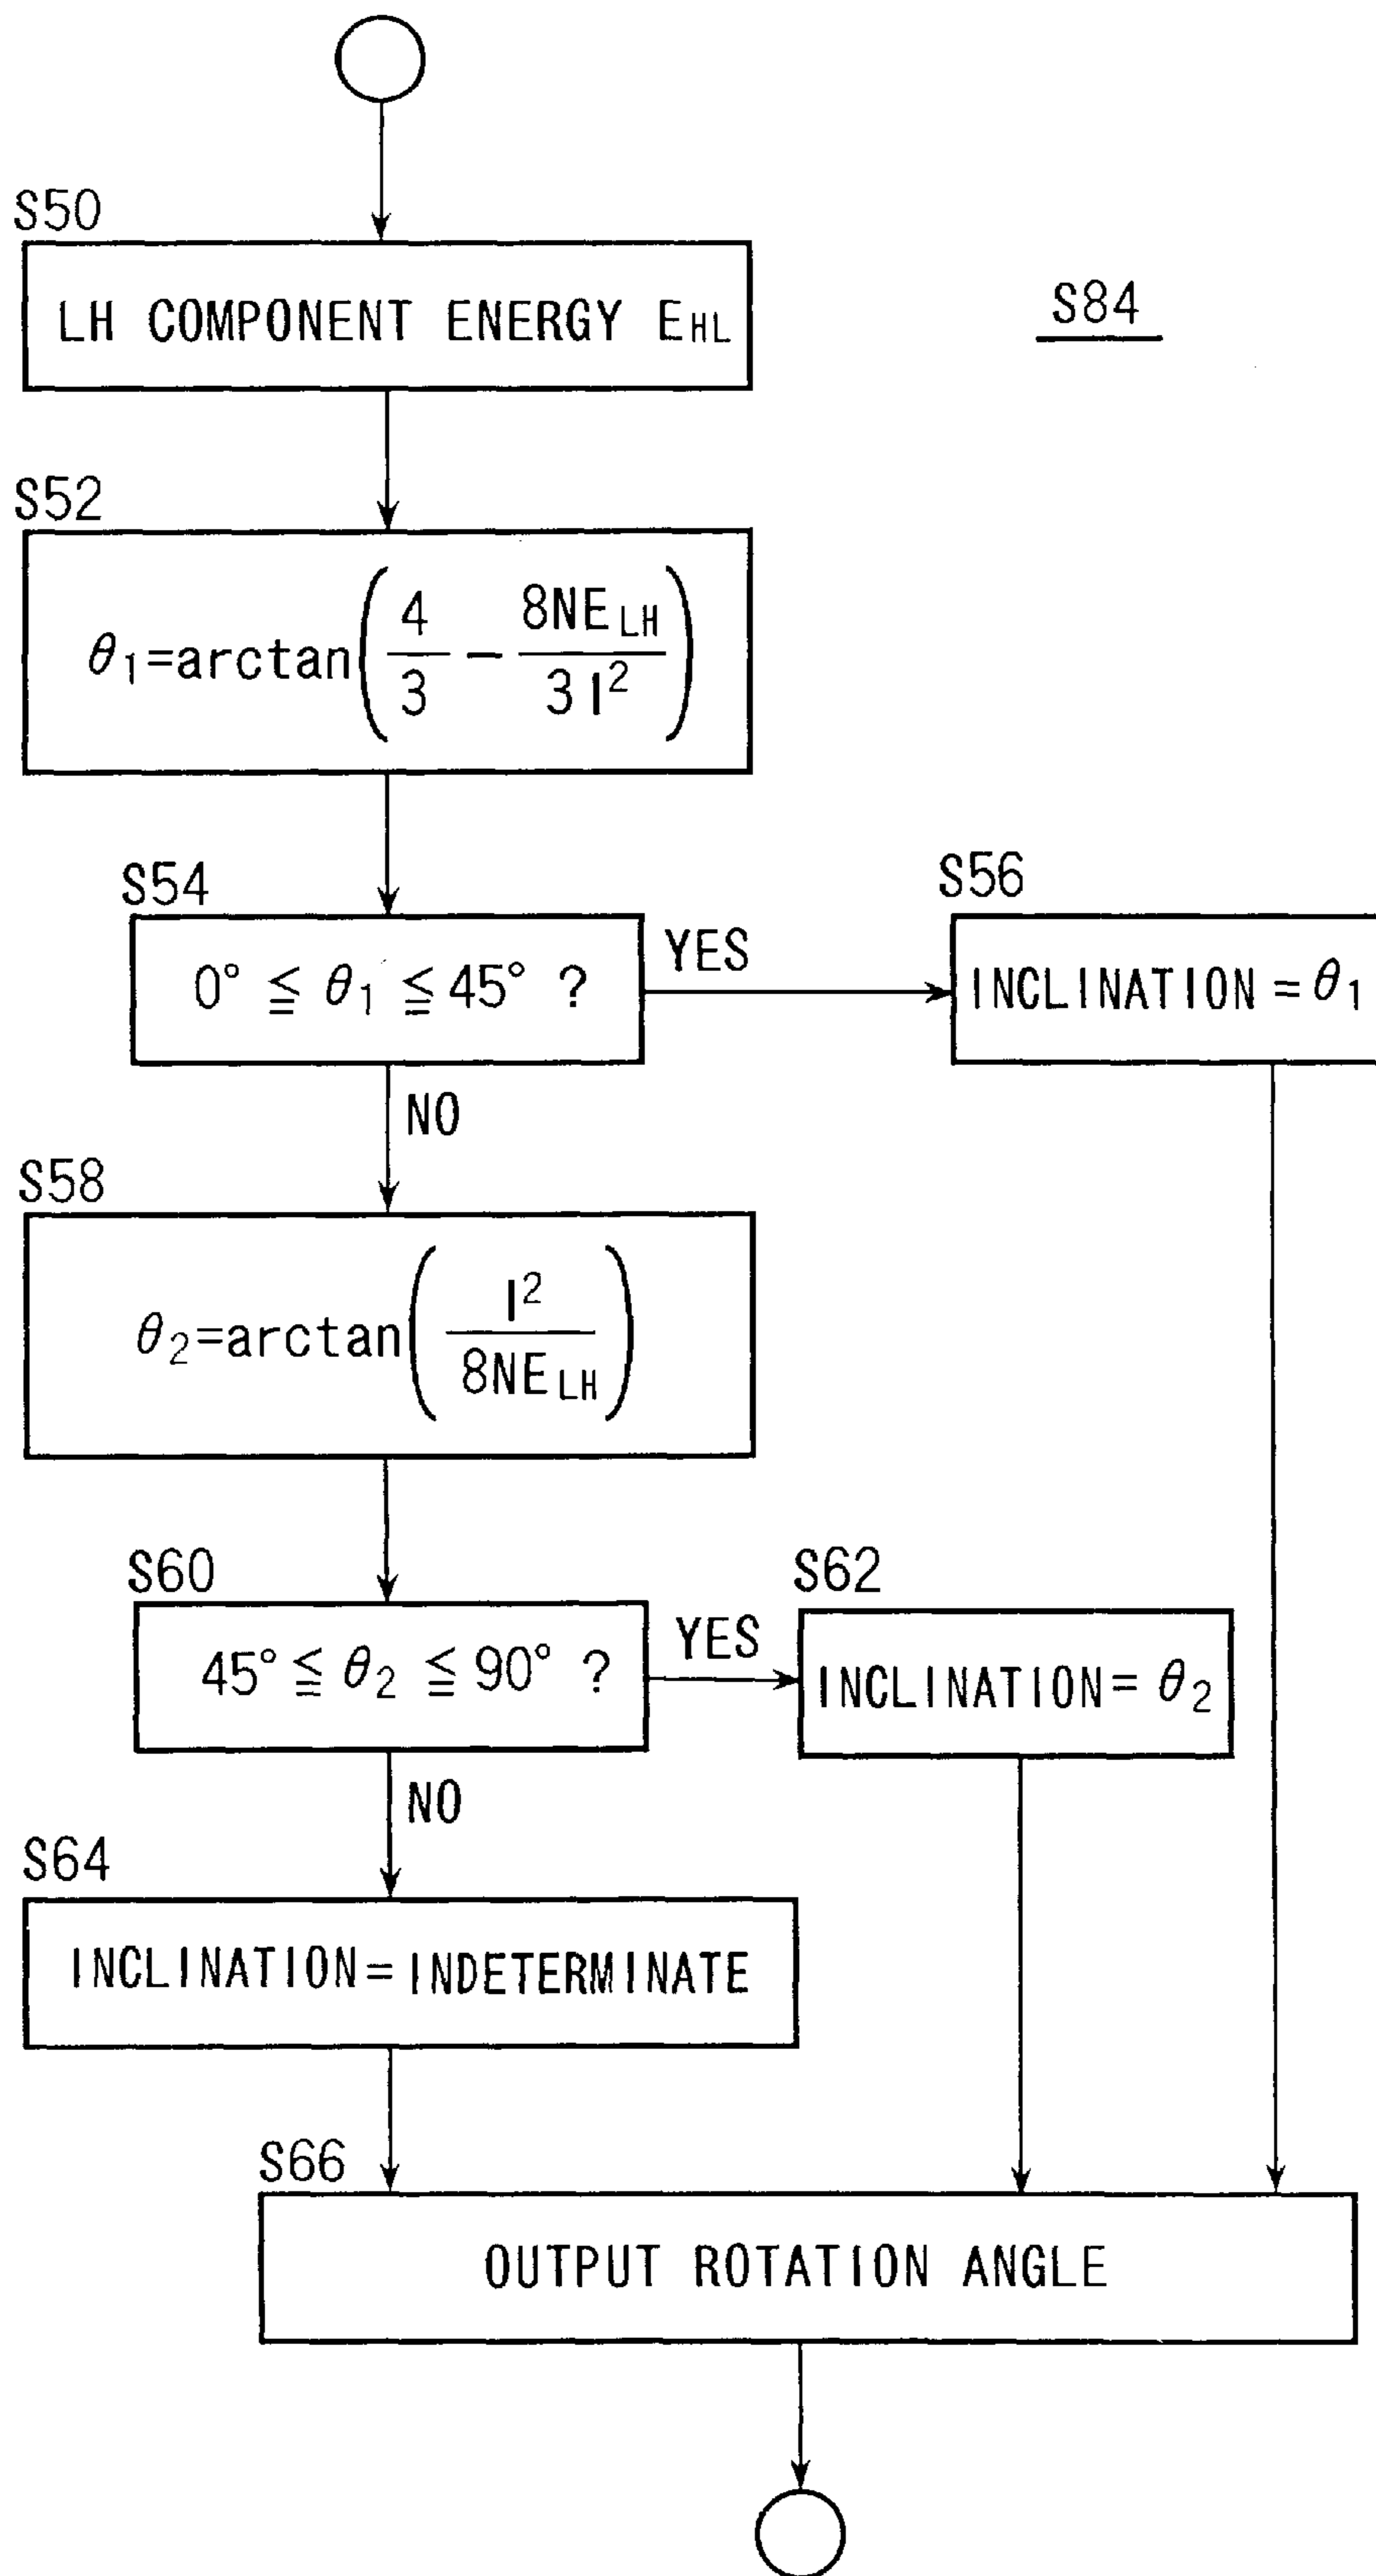 S50
LH COMPONENT ENERGY EHL
S84
S52
θ1=arctan(4/3 - 8NELH/3I²)
S54
0° ≦ θ1 ≦ 45° ?
YES
S56
INCLINATION = θ1
NO
S58
θ2=arctan(I²/8NELH)
S60
45° ≦ θ2 ≦ 90° ?
YES
S62
INCLINATION = θ2
NO
S64
INCLINATION = INDETERMINATE
S66
OUTPUT ROTATION ANGLE